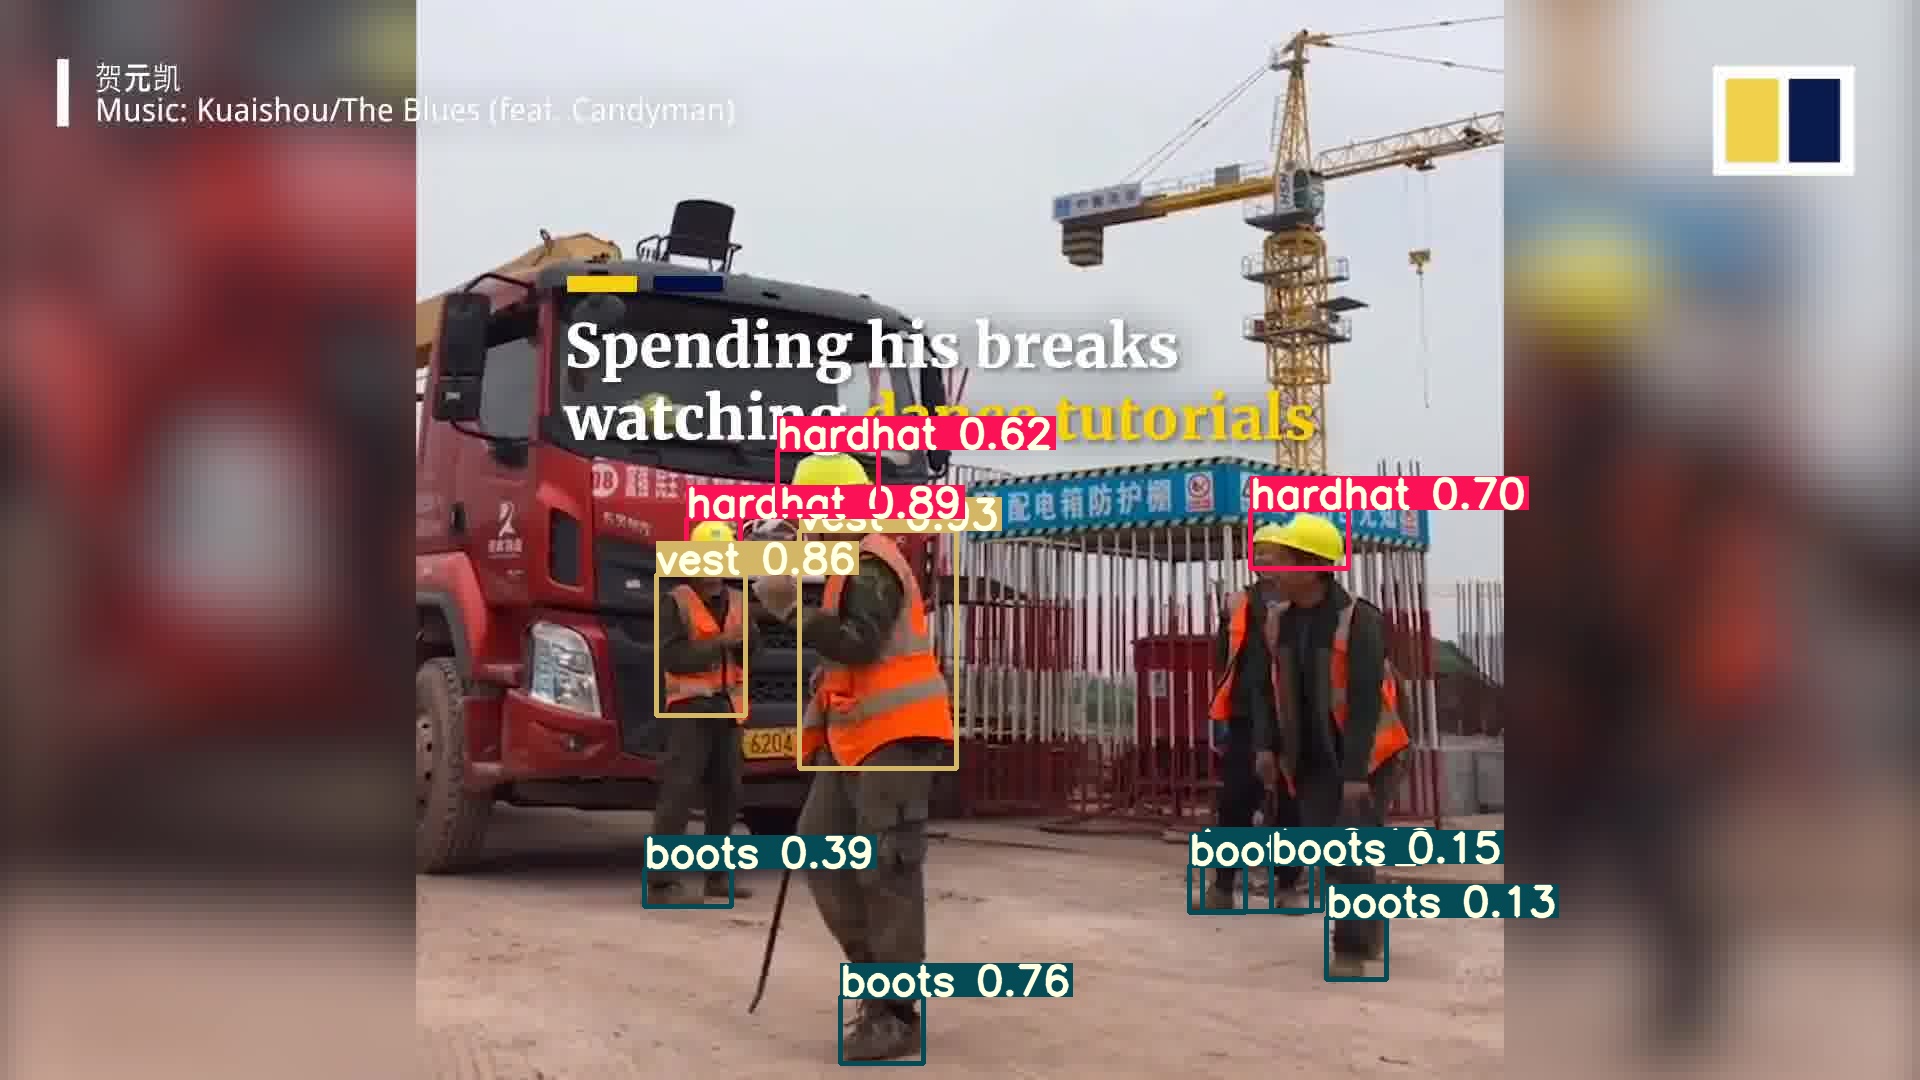 贺元凯
Music: Kuaishou/The Blues (feat. Candyman)
Spending his breaks
watching dance tutorials
hardhat 0.62
hardhat 0.89
vest
vest 0.86
hardhat 0.70
配电箱防护棚
08
6204
boots 0.39
boots 0.15
boots 0.13
boots 0.76